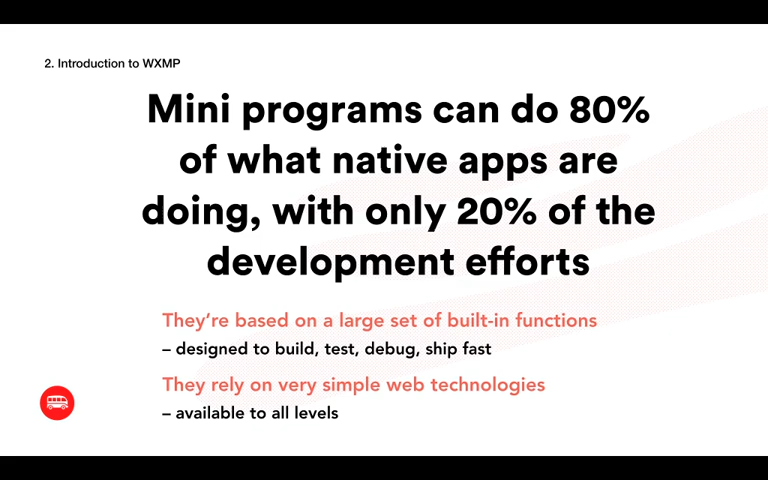 2. Introduction to WXMP
Mini programs can do 80%
of what native apps are
doing, with only 20% of the
development efforts
They're based on a large set of built-in functions
– designed to build, test, debug, ship fast
They rely on very simple web technologies
– available to all levels